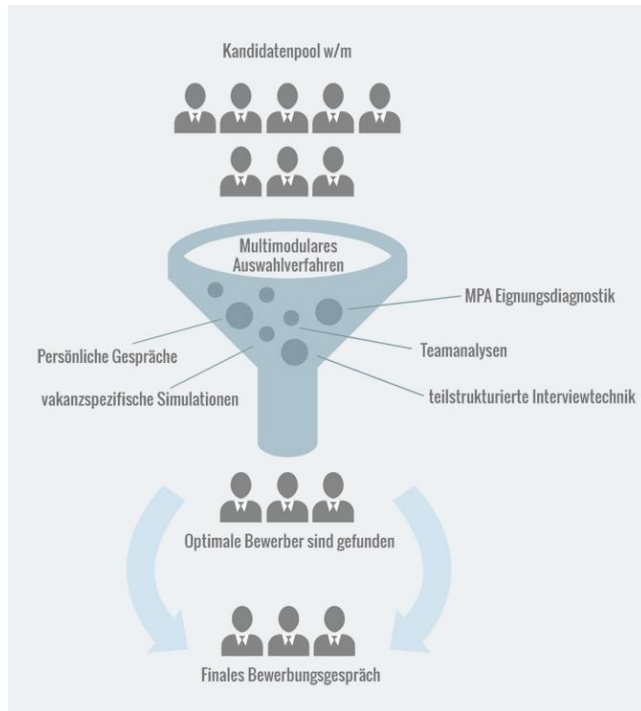 Kandidatenpool w/m
Multimodulares
Auswahlverfahren
MPA Eignungsdiagnostik
Persönliche Gespräche
Teamanalysen
vakanzspezifische Simulationen
teilstrukturierte Interviewtechnik
Optimale Bewerber sind gefunden
Finales Bewerbungsgespräch